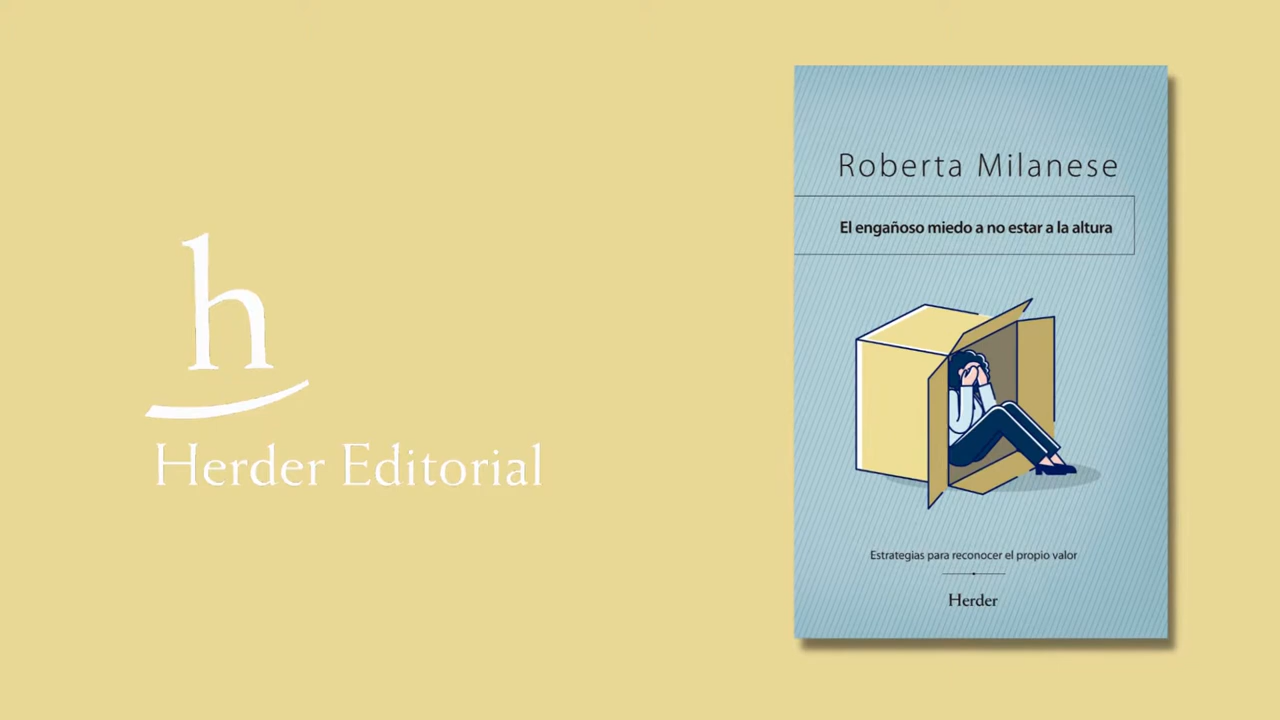 h
Herder Editorial
Roberta Milanese
El engañoso miedo a no estar a la altura
Estrategias para reconocer el propio valor
Herder